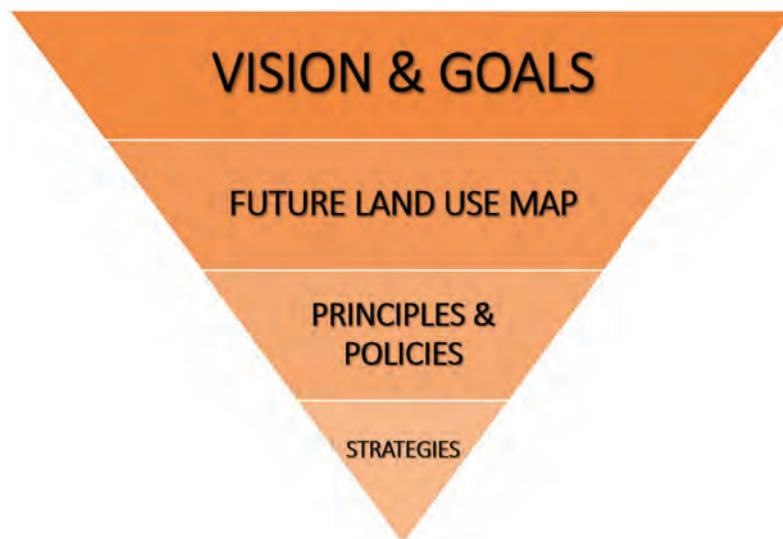 VISION & GOALS
FUTURE LAND USE MAP
PRINCIPLES &
POLICIES
STRATEGIES